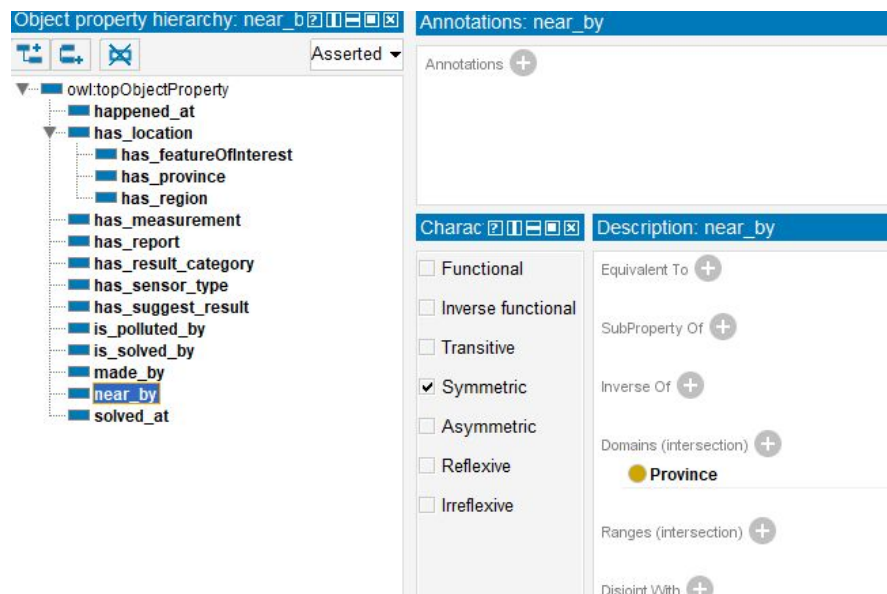 Object property hierarchy: near_b
Asserted
owl:topObjectProperty
happened_at
has_location
has_featureOfInterest
has_province
has_region
has_measurement
has_report
has_result_category
has_sensor_type
has_suggest_result
is_polluted_by
is_solved_by
made_by
near_by
solved_at
Annotations: near_by
Annotations
Charac
Functional
Inverse functional
Transitive
Symmetric
Asymmetric
Reflexive
Irreflexive
Description: near_by
Equivalent To
SubProperty Of
Inverse Of
Domains (intersection)
Province
Ranges (intersection)
Disjoint With